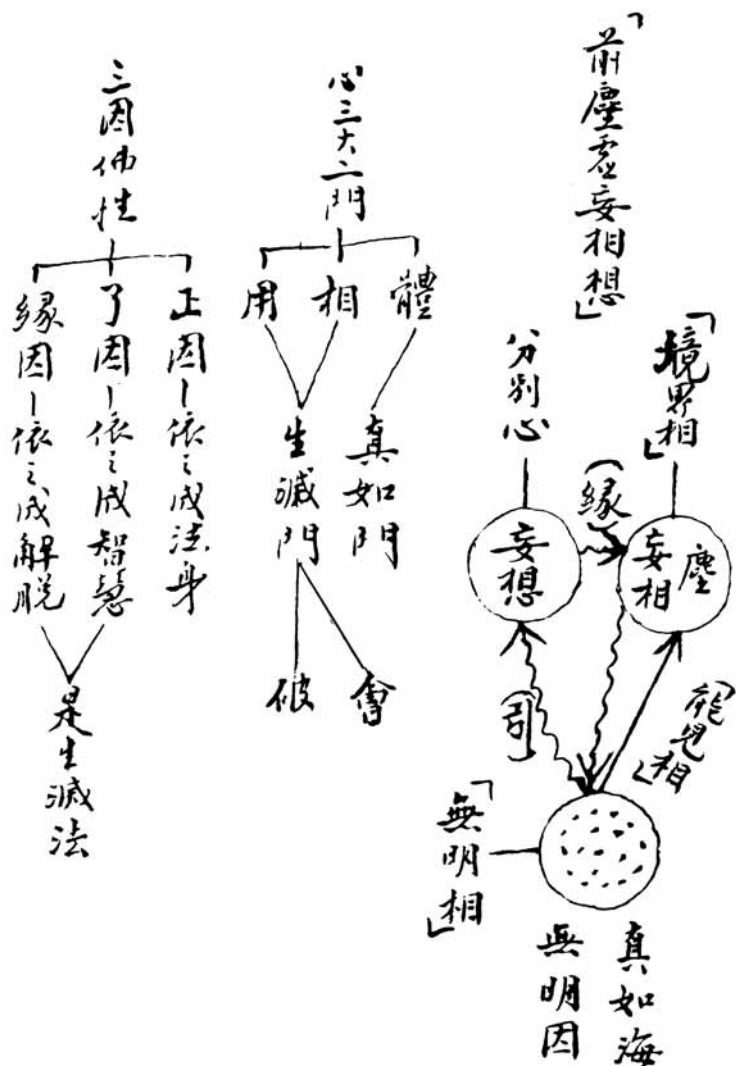 「前塵虛妄相想」
「境界相」
塵
妄相
(緣)
分別心
妄想
(能見相)
(引)
「無明相」
真如海
無明因
心三大二門
體
相
用
真如門
生滅門
會
破
三因佛性
正因-依之成法身
了因-依之成智慧
緣因-依之成解脫
是生滅法